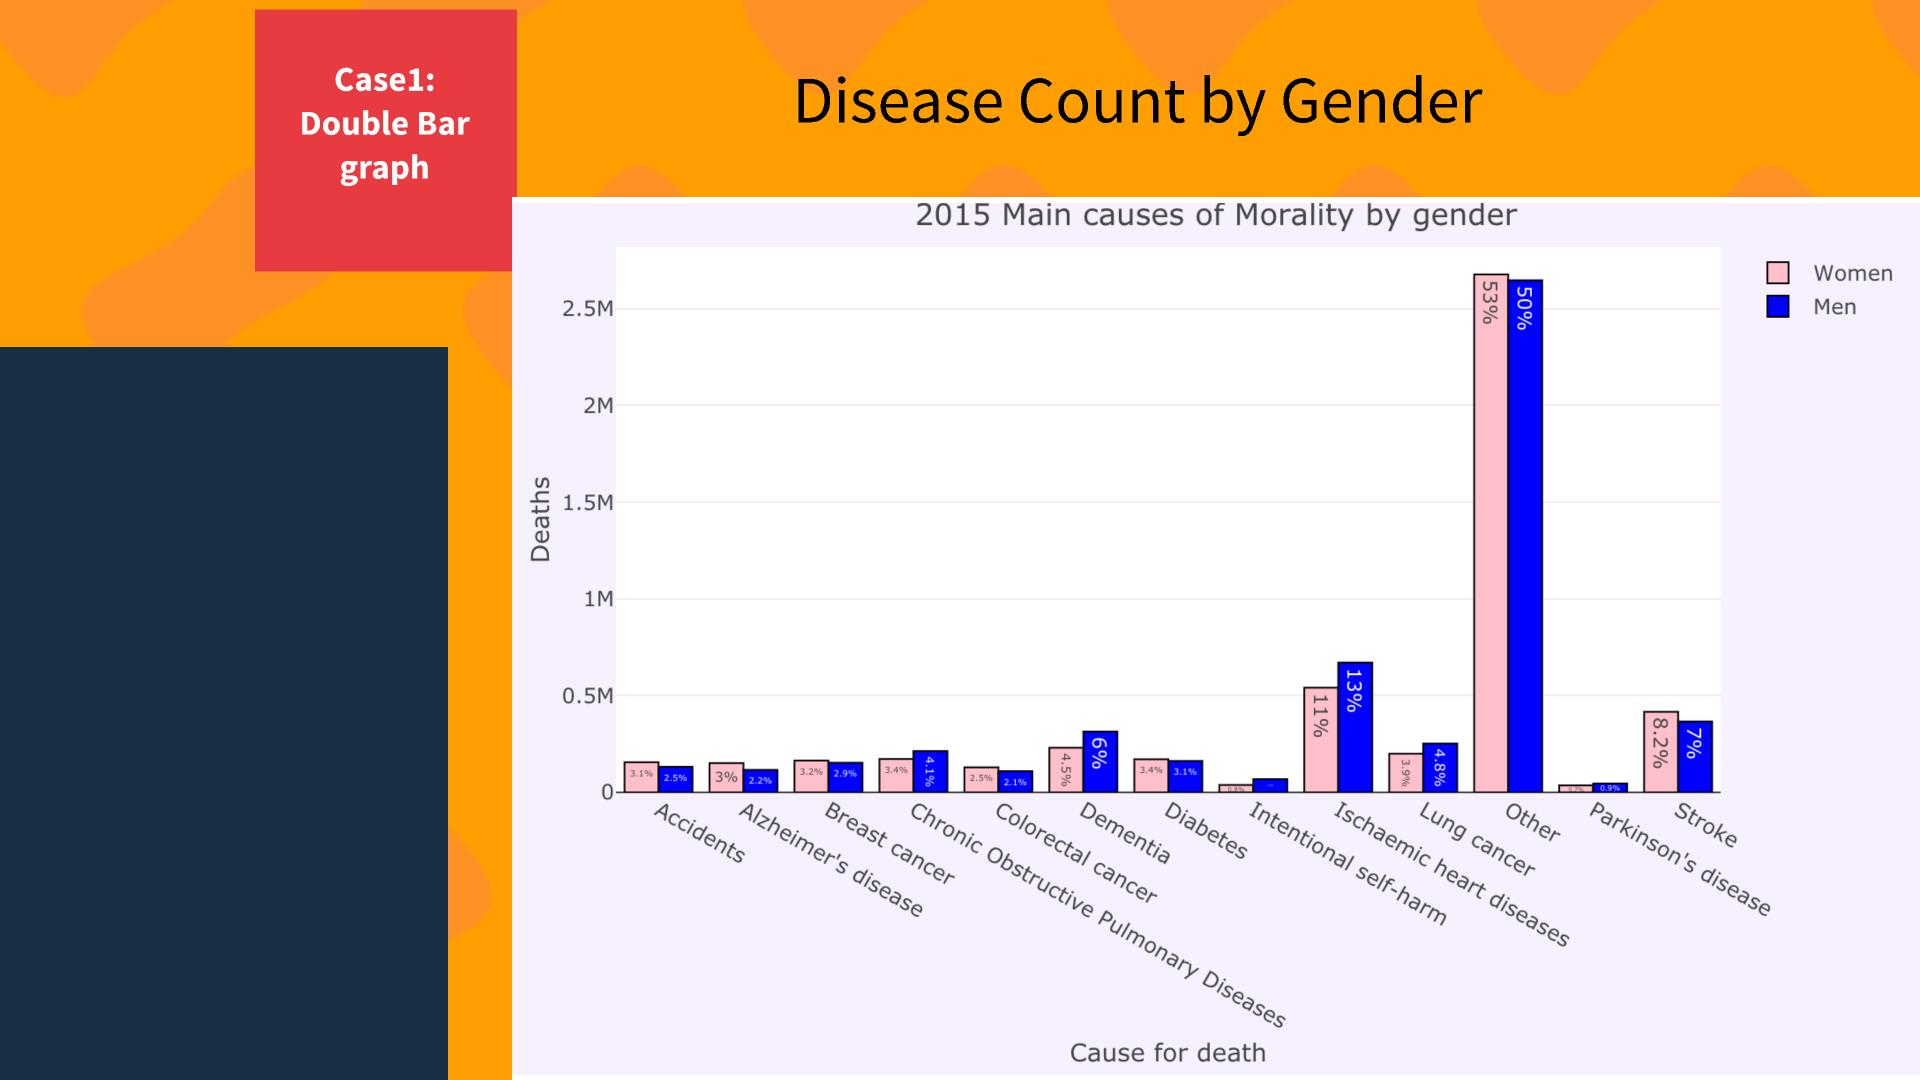 Case1:
Double Bar
graph
Disease Count by Gender
2015 Main causes of Morality by gender
Women
Men
2.5M
2M
1.5M
1M
0.5M
0
Deaths
3.1%
2.5%
3%
2.2%
3.2%
2.9%
3.4%
4.1%
2.5%
2.1%
4.5%
6%
3.4%
3.1%
0.8%
11%
13%
3.9%
4.8%
53%
50%
0.7%
0.9%
8.2%
7%
Accidents
Alzheimer's disease
Breast cancer
Chronic Obstructive Pulmonary Diseases
Colorectal cancer
Dementia
Diabetes
Intentional self-harm
Ischaemic heart diseases
Lung cancer
Other
Parkinson's disease
Stroke
Cause for death